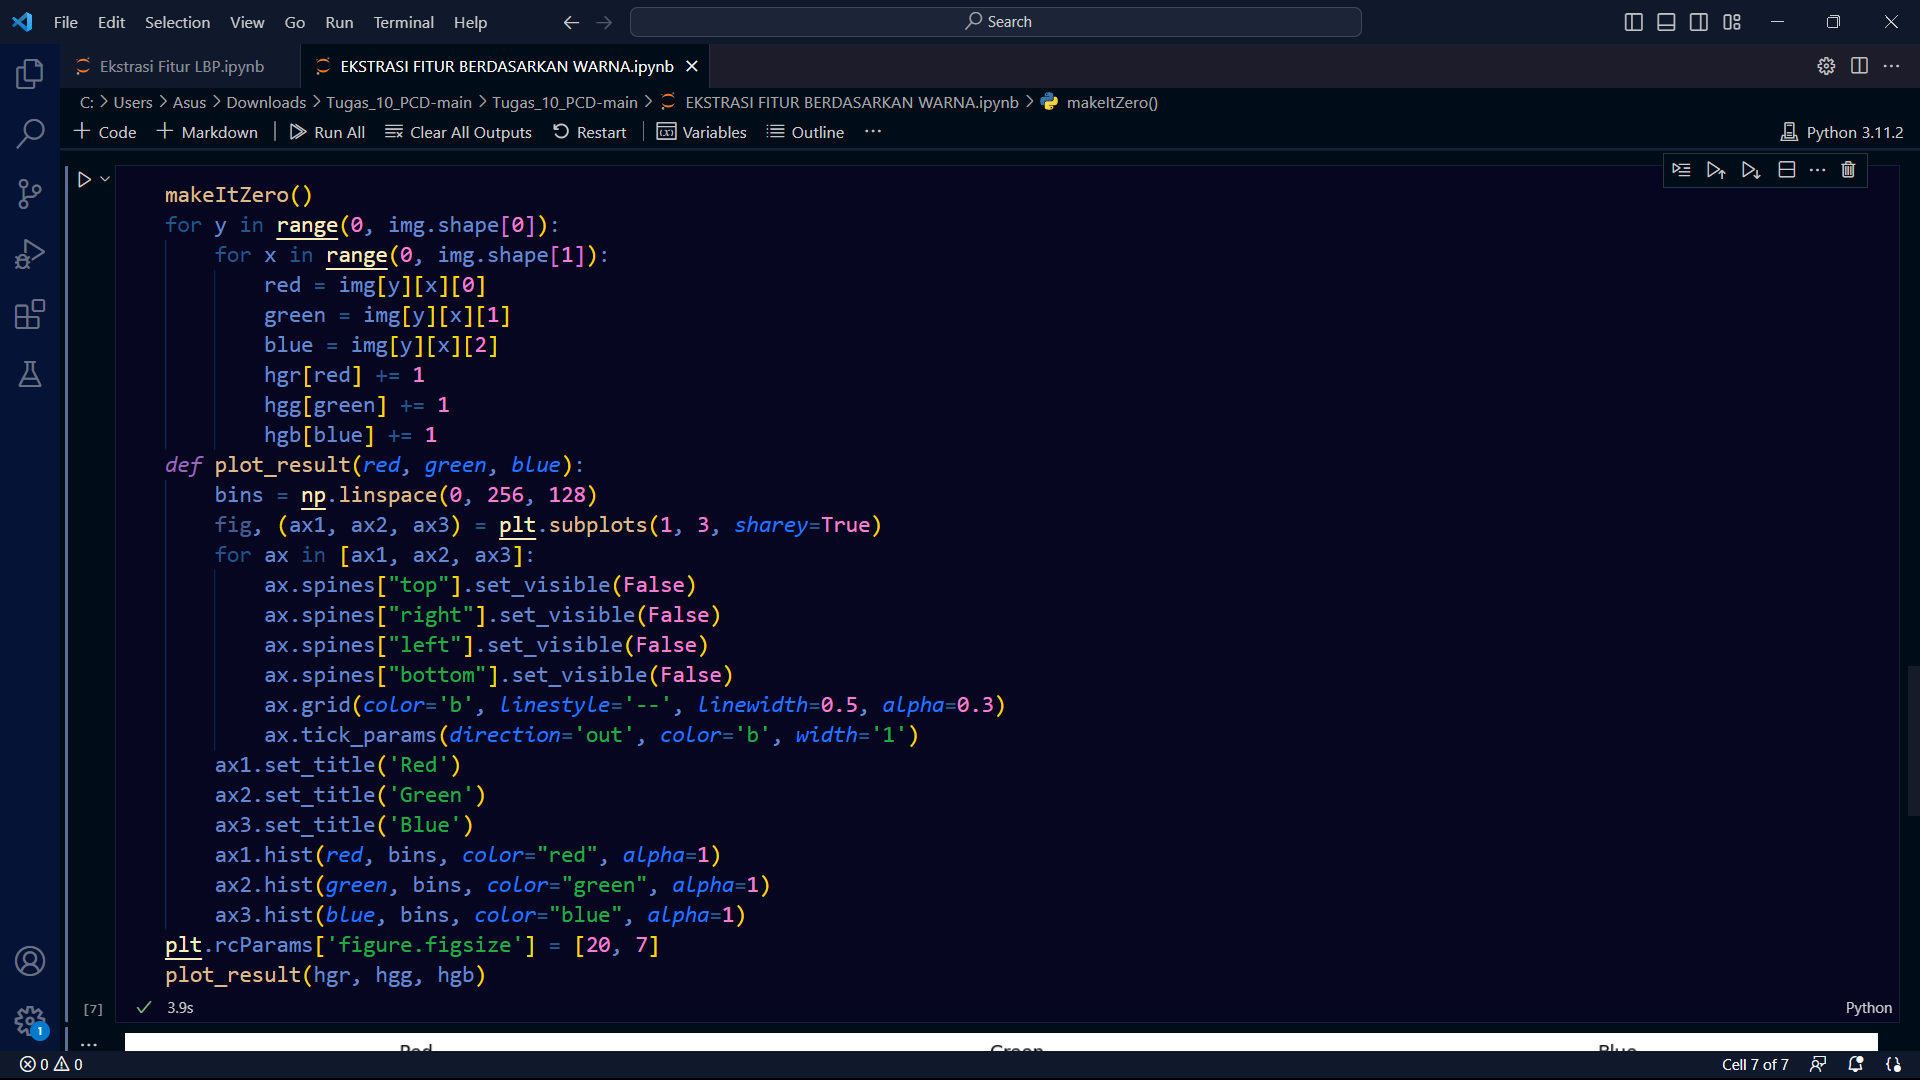 File Edit Selection View Go Run Terminal Help Search
Ekstrasi Fitur LBP.ipynb EKSTRASI FITUR BERDASARKAN WARNA.ipynb
C: > Users > Asus > Downloads > Tugas_10_PCD-main > Tugas_10_PCD-main > EKSTRASI FITUR BERDASARKAN WARNA.ipynb > makeItZero()
+ Code + Markdown | Run All Clear All Outputs Restart | Variables Outline ... Python 3.11.2
makeItZero()
for y in range(0, img.shape[0]):
    for x in range(0, img.shape[1]):
        red = img[y][x][0]
        green = img[y][x][1]
        blue = img[y][x][2]
        hgr[red] += 1
        hgg[green] += 1
        hgb[blue] += 1
def plot_result(red, green, blue):
    bins = np.linspace(0, 256, 128)
    fig, (ax1, ax2, ax3) = plt.subplots(1, 3, sharey=True)
    for ax in [ax1, ax2, ax3]:
        ax.spines["top"].set_visible(False)
        ax.spines["right"].set_visible(False)
        ax.spines["left"].set_visible(False)
        ax.spines["bottom"].set_visible(False)
        ax.grid(color='b', linestyle='--', linewidth=0.5, alpha=0.3)
        ax.tick_params(direction='out', color='b', width='1')
    ax1.set_title('Red')
    ax2.set_title('Green')
    ax3.set_title('Blue')
    ax1.hist(red, bins, color="red", alpha=1)
    ax2.hist(green, bins, color="green", alpha=1)
    ax3.hist(blue, bins, color="blue", alpha=1)
plt.rcParams['figure.figsize'] = [20, 7]
plot_result(hgr, hgg, hgb)
[7] 3.9s Python
1
... Red Green Blue
0 0 Cell 7 of 7